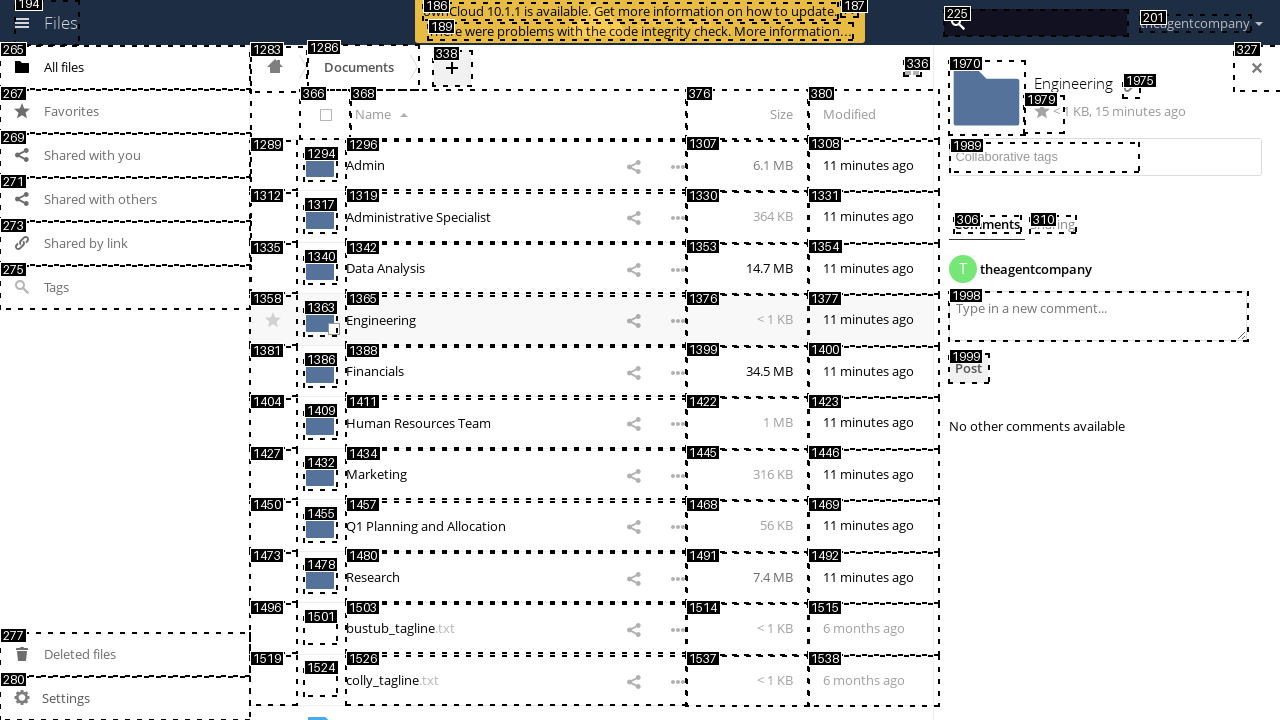 194
Files
186
ownCloud 10.1.1 is available. Get more information on how to update.
187
189
There were problems with the code integrity check. More information…
225
201
theagentcompany
265
All files
267
Favorites
269
Shared with you
271
Shared with others
273
Shared by link
275
Tags
277
Deleted files
280
Settings
1283
1286
Documents
338
+
336
366
368
Name
376
Size
380
Modified
1289
1294
1296
Admin
1307
6.1 MB
1308
11 minutes ago
1312
1317
1319
Administrative Specialist
1330
364 KB
1331
11 minutes ago
1335
1340
1342
Data Analysis
1353
14.7 MB
1354
11 minutes ago
1358
1363
1365
Engineering
1376
< 1 KB
1377
11 minutes ago
1381
1386
1388
Financials
1399
34.5 MB
1400
11 minutes ago
1404
1409
1411
Human Resources Team
1422
1 MB
1423
11 minutes ago
1427
1432
1434
Marketing
1445
316 KB
1446
11 minutes ago
1450
1455
1457
Q1 Planning and Allocation
1468
56 KB
1469
11 minutes ago
1473
1478
1480
Research
1491
7.4 MB
1492
11 minutes ago
1496
1501
1503
bustub_tagline.txt
1514
< 1 KB
1515
6 months ago
1519
1524
1526
colly_tagline.txt
1537
< 1 KB
1538
6 months ago
327
1970
Engineering
1975
1979
< 1 KB, 15 minutes ago
1989
Collaborative tags
306
Comments
310
Sharing
T
theagentcompany
1998
Type in a new comment...
1999
Post
No other comments available